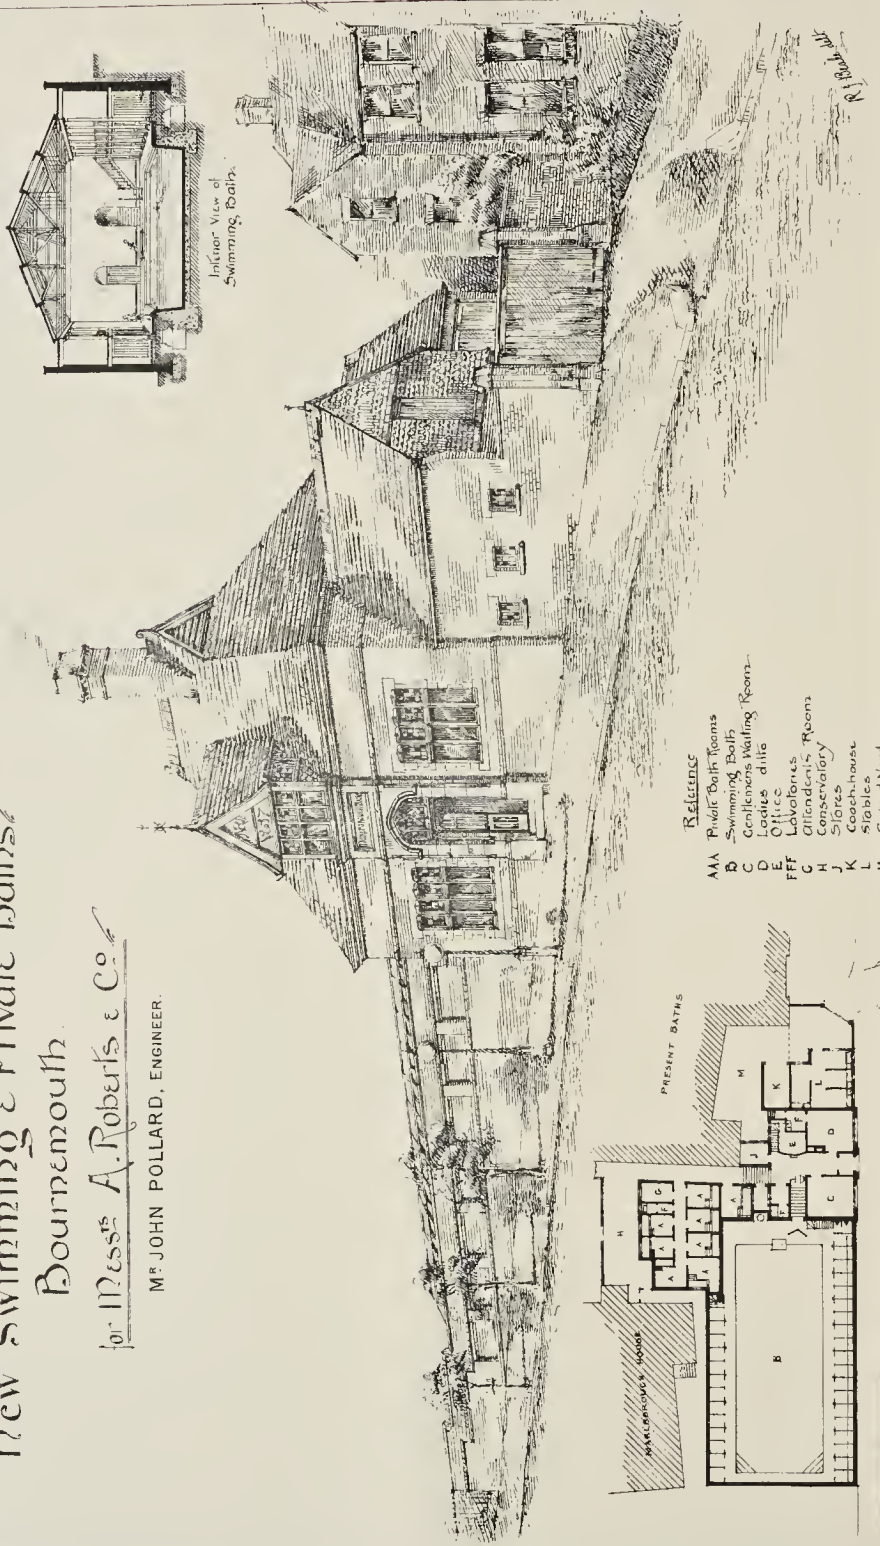 New Swimming & Private Baths
Bournemouth.
for Messrs A. Roberts & Co.
MR JOHN POLLARD, ENGINEER.
Interior View of
Swimming Bath.
Reference
AAA Private Bath Rooms
B Swimming Bath
C Gentlemens Waiting Room
D Ladies ditto
E Office
FFF Lavatories
G Attendents Room
H Conservatory
J Stores
K Coach.house
L Stables
PRESENT BATHS
MARLBOROUGH HOUSE
M
K
L
J
F
E
D
H
G
F
A
A
A
A
A
A
A
A
F
C
B